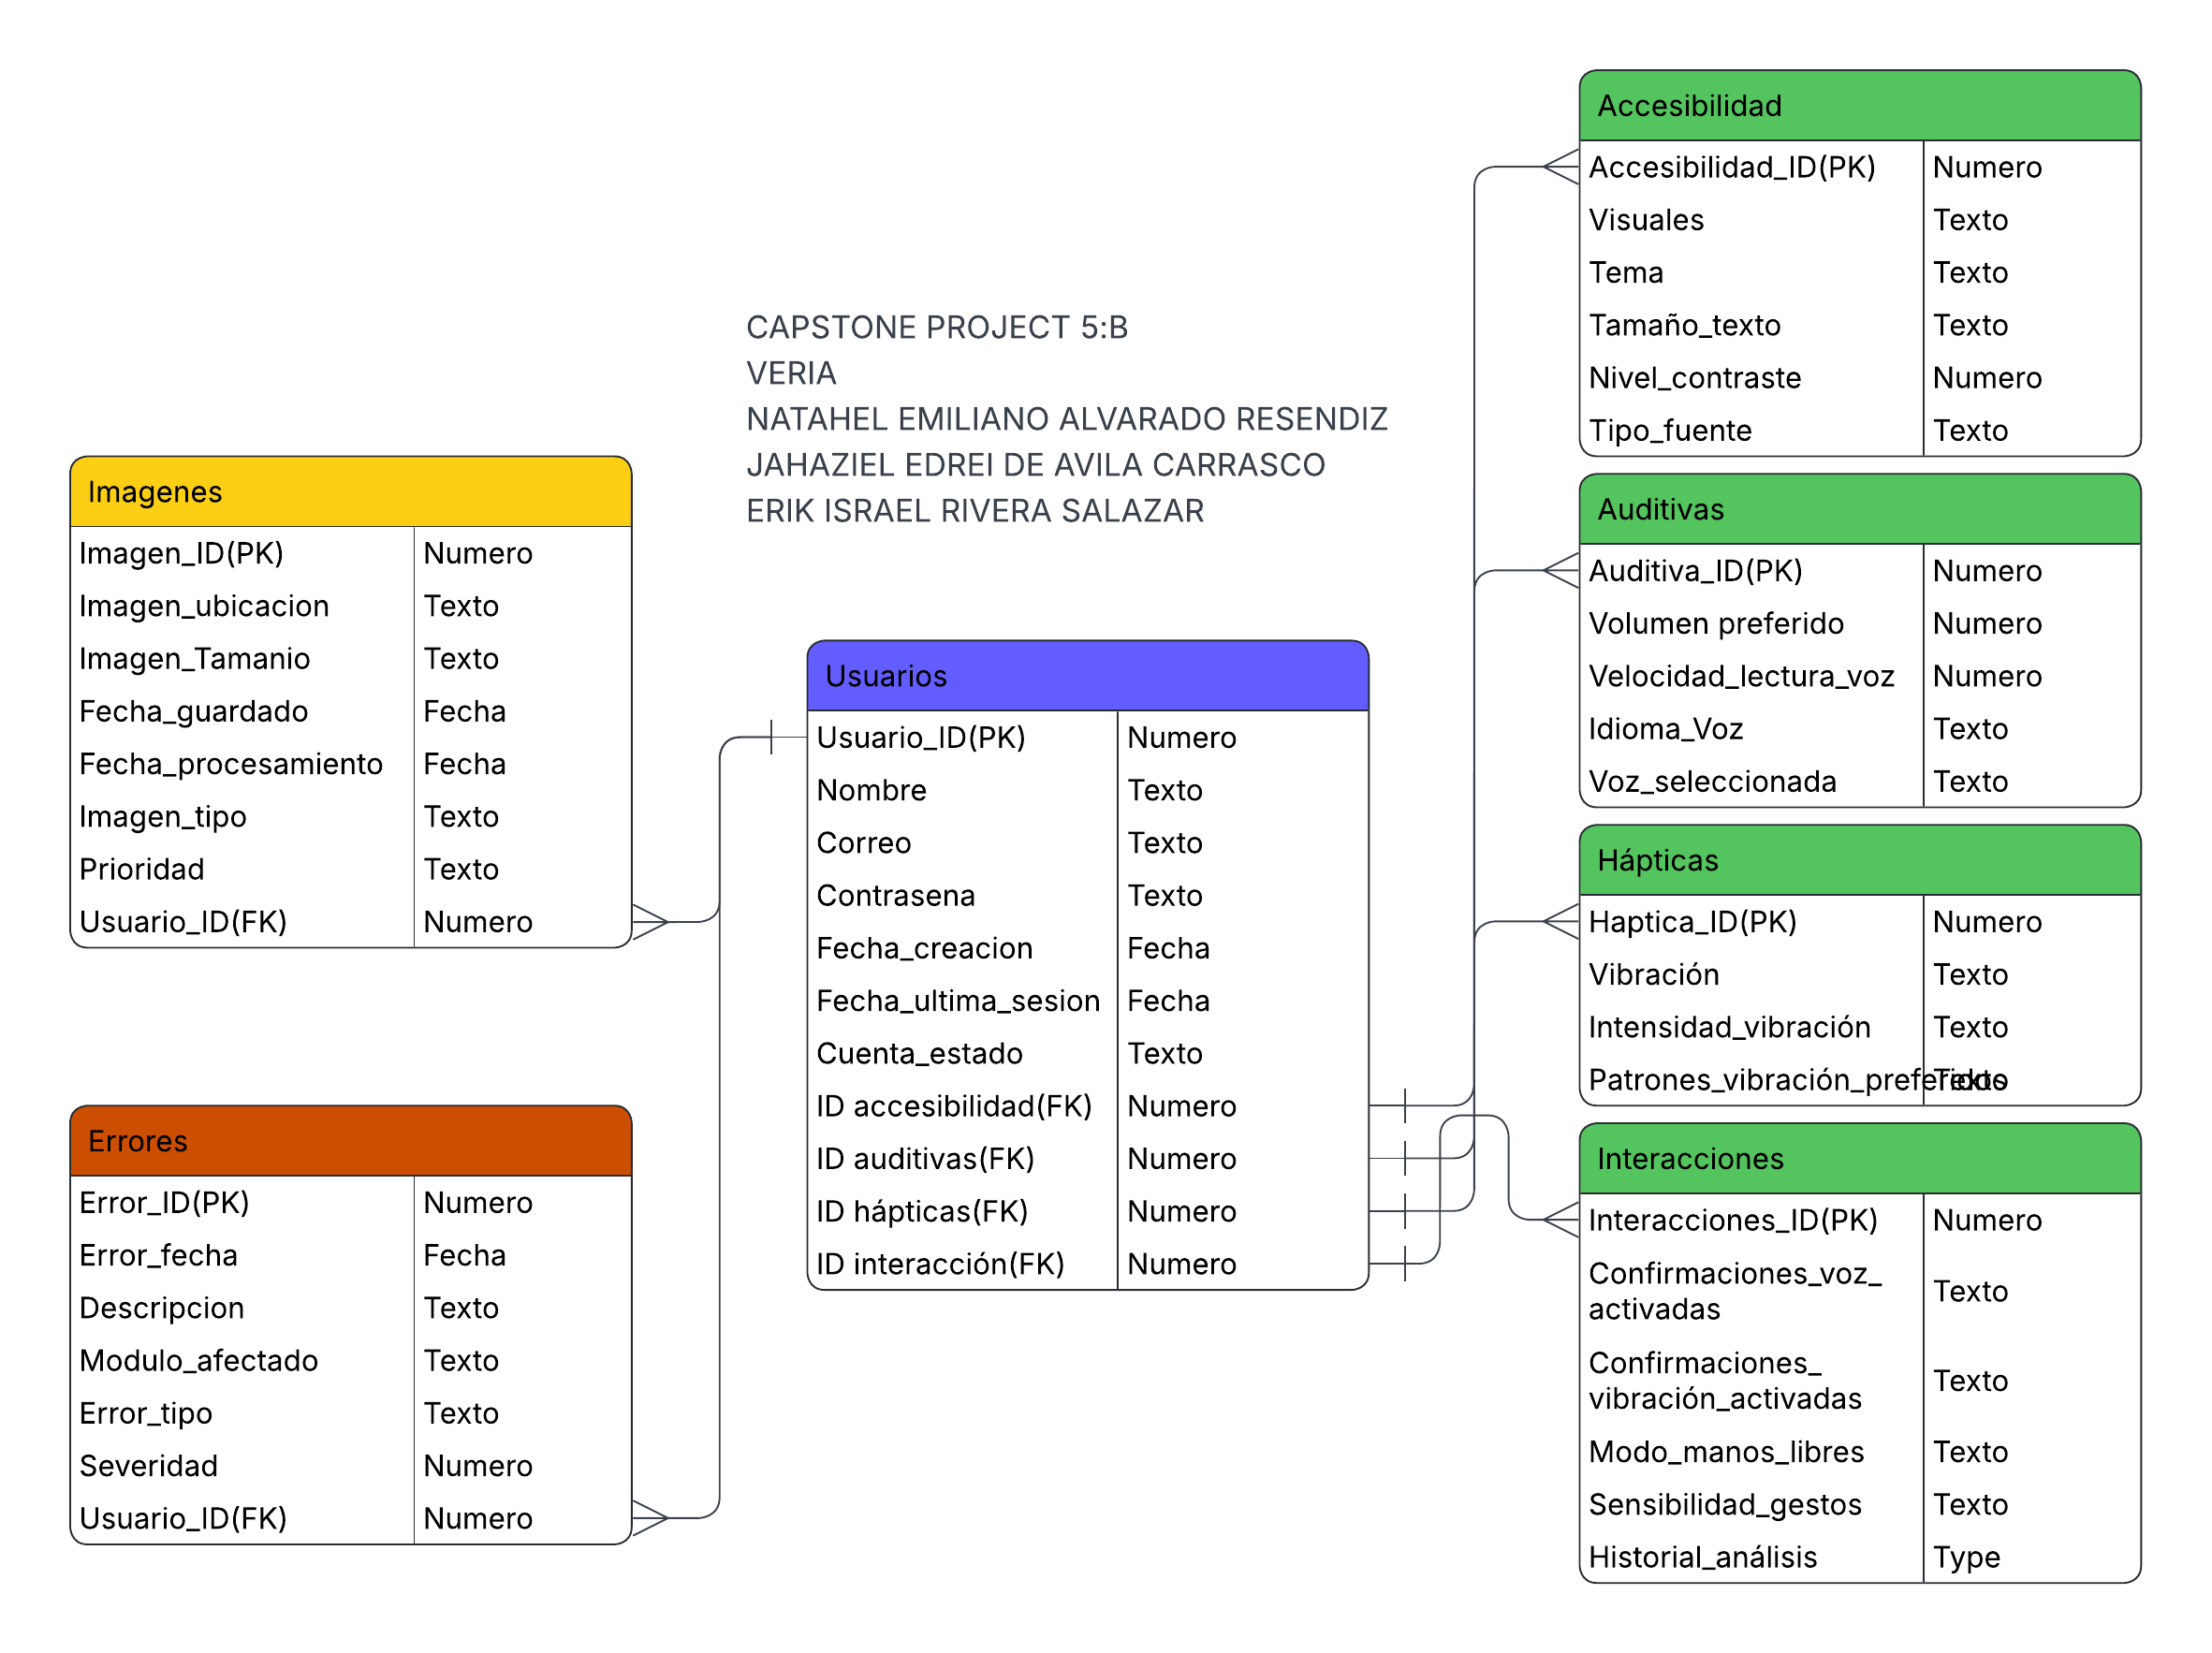 CAPSTONE PROJECT 5:B
VERIA
NATAHEL EMILIANO ALVARADO RESENDIZ
JAHAZIEL EDREI DE AVILA CARRASCO
ERIK ISRAEL RIVERA SALAZAR
Imagenes
Imagen_ID(PK) Numero
Imagen_ubicacion Texto
Imagen_Tamanio Texto
Fecha_guardado Fecha
Fecha_procesamiento Fecha
Imagen_tipo Texto
Prioridad Texto
Usuario_ID(FK) Numero
Errores
Error_ID(PK) Numero
Error_fecha Fecha
Descripcion Texto
Modulo_afectado Texto
Error_tipo Texto
Severidad Numero
Usuario_ID(FK) Numero
Usuarios
Usuario_ID(PK) Numero
Nombre Texto
Correo Texto
Contrasena Texto
Fecha_creacion Fecha
Fecha_ultima_sesion Fecha
Cuenta_estado Texto
ID accesibilidad(FK) Numero
ID auditivas(FK) Numero
ID hápticas(FK) Numero
ID interacción(FK) Numero
Accesibilidad
Accesibilidad_ID(PK) Numero
Visuales Texto
Tema Texto
Tamaño_texto Texto
Nivel_contraste Numero
Tipo_fuente Texto
Auditivas
Auditiva_ID(PK) Numero
Volumen preferido Numero
Velocidad_lectura_voz Numero
Idioma_Voz Texto
Voz_seleccionada Texto
Hápticas
Haptica_ID(PK) Numero
Vibración Texto
Intensidad_vibración Texto
Patrones_vibración_preferidos Texto
Interacciones
Interacciones_ID(PK) Numero
Confirmaciones_voz_
activadas Texto
Confirmaciones_
vibración_activadas Texto
Modo_manos_libres Texto
Sensibilidad_gestos Texto
Historial_análisis Type